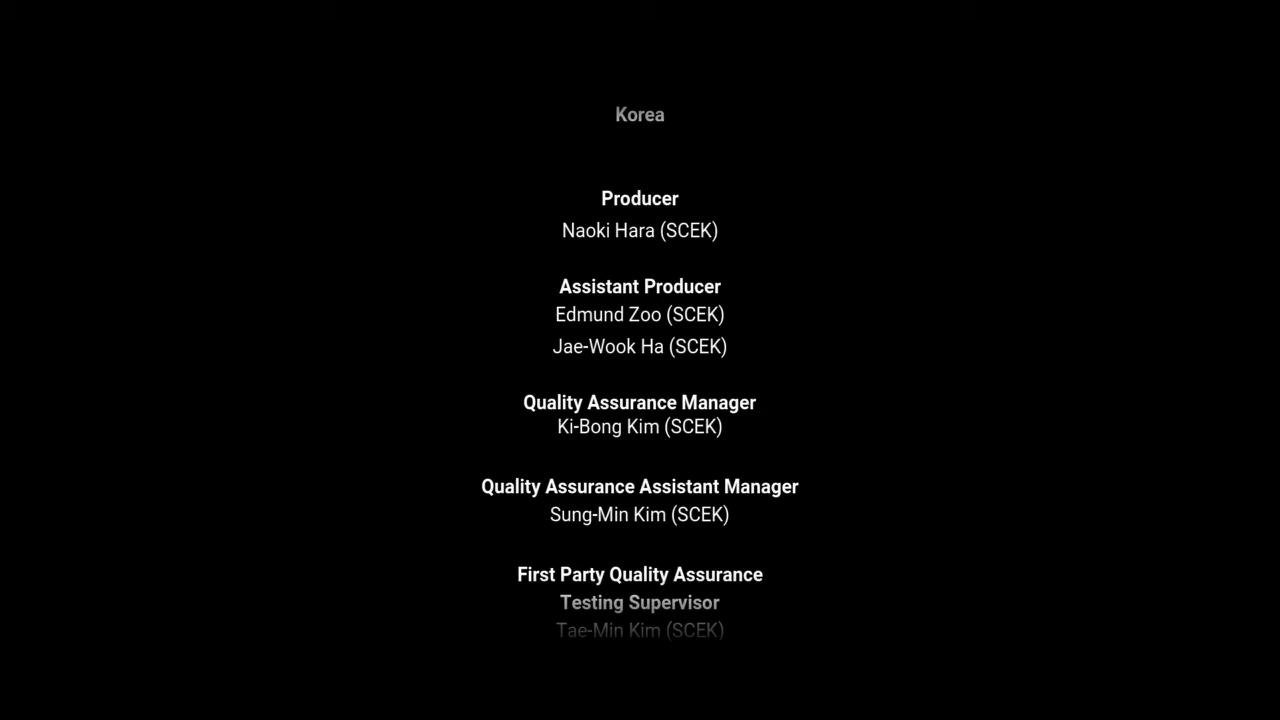 Korea
Producer
Naoki Hara (SCEK)
Assistant Producer
Edmund Zoo (SCEK)
Jae-Wook Ha (SCEK)
Quality Assurance Manager
Ki-Bong Kim (SCEK)
Quality Assurance Assistant Manager
Sung-Min Kim (SCEK)
First Party Quality Assurance
Testing Supervisor
Tae-Min Kim (SCEK)